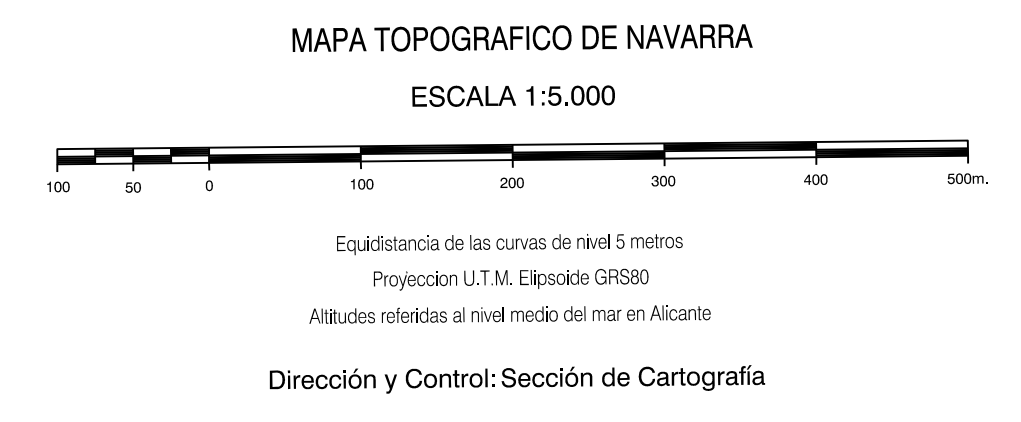 MAPA TOPOGRAFICO DE NAVARRA
ESCALA 1:5.000
100 50 0 100 200 300 400 500m.
Equidistancia de las curvas de nivel 5 metros
Proyeccion U.T.M. Elipsoide GRS80
Altitudes referidas al nivel medio del mar en Alicante
Dirección y Control: Sección de Cartografía